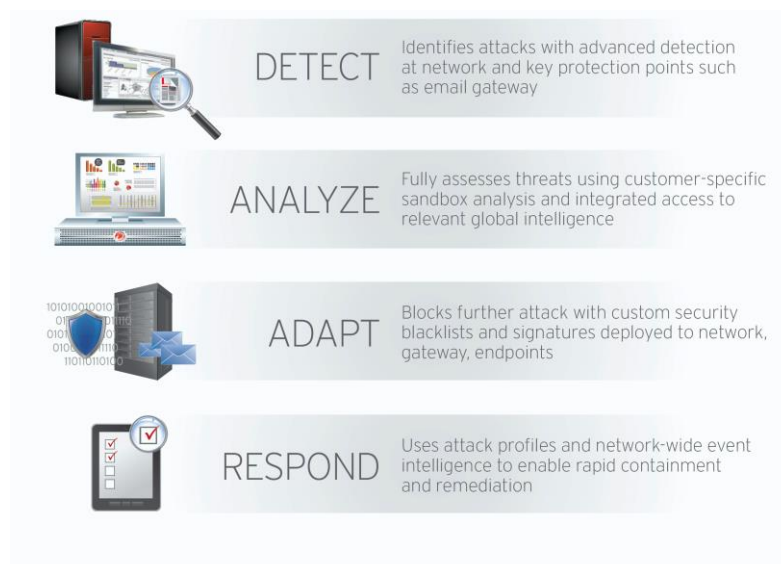 DETECT
Identifies attacks with advanced detection
at network and key protection points such
as email gateway
ANALYZE
Fully assesses threats using customer-specific
sandbox analysis and integrated access to
relevant global intelligence
ADAPT
Blocks further attack with custom security
blacklists and signatures deployed to network,
gateway, endpoints
RESPOND
Uses attack profiles and network-wide event
intelligence to enable rapid containment
and remediation